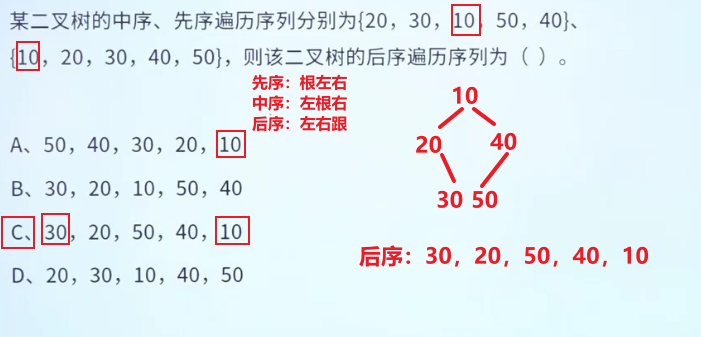 某二叉树的中序、先序遍历序列分别为{20，30，10，50，40}、
{10，20，30，40，50}，则该二叉树的后序遍历序列为（ ）。
先序：根左右
中序：左根右
后序：左右跟
10
20 40
30 50
A、50，40，30，20，10
B、30，20，10，50，40
C、30，20，50，40，10
D、20，30，10，40，50
后序：30，20，50，40，10